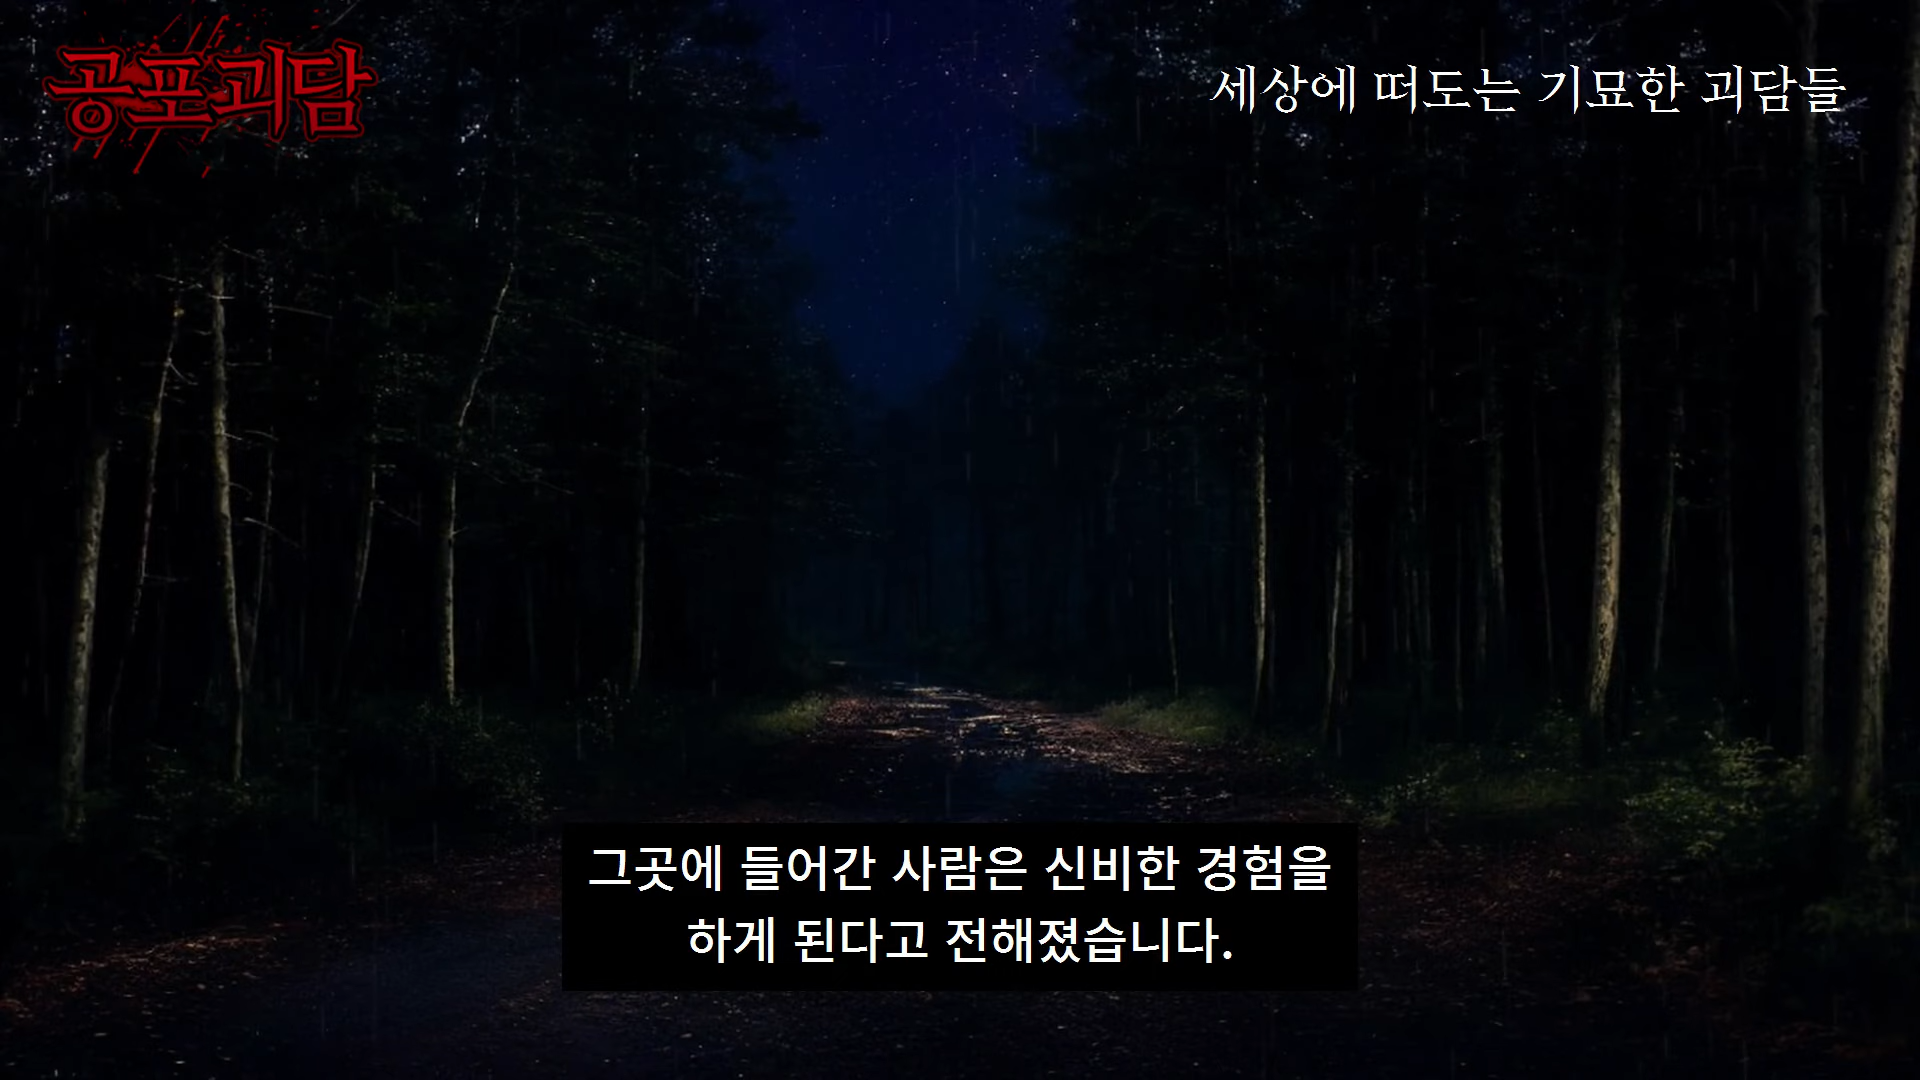 공포괴담
세상에 떠도는 기묘한 괴담들
그곳에 들어간 사람은 신비한 경험을
하게 된다고 전해졌습니다.